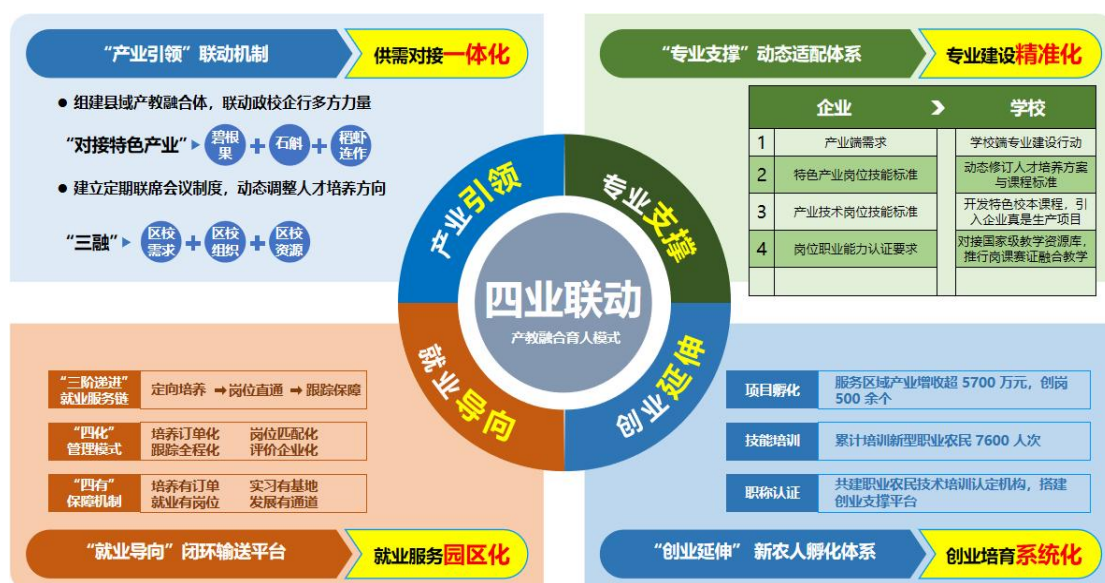 “产业引领” 联动机制
供需对接一体化
● 组建县域产教融合体，联动政校企行多方力量
“对接特色产业” 碧根果 + 石斛 + 稻虾连作
● 建立定期联席会议制度，动态调整人才培养方向
“三融” 区校需求 + 区校组织 + 区校资源
“专业支撑” 动态适配体系
专业建设精准化
企业 > 学校
1 产业端需求 学校端专业建设行动
2 特色产业岗位技能标准 动态修订人才培养方案
与课程标准
3 产业技术岗位技能标准 开发特色校本课程，引
入企业真是生产项目
4 岗位职业能力认证要求 对接国家级教学资源库，
推行岗课赛证融合教学
产业引领
专业支撑
四业联动
产教融合育人模式
就业导向
创业延伸
“三阶递进”
就业服务链
定向培养 ➡ 岗位直通 ➡ 跟踪保障
“四化”
管理模式
培养订单化 岗位匹配化
跟踪全程化 评价企业化
“四有”
保障机制
培养有订单 实习有基地
就业有岗位 发展有通道
“就业导向” 闭环输送平台
就业服务园区化
项目孵化
服务区域产业增收超 5700 万元，创岗
500 余个
技能培训
累计培训新型职业农民 7600 人次
职称认证
共建职业农民技术培训认定机构，搭建
创业支撑平台
“创业延伸” 新农人孵化体系
创业培育系统化